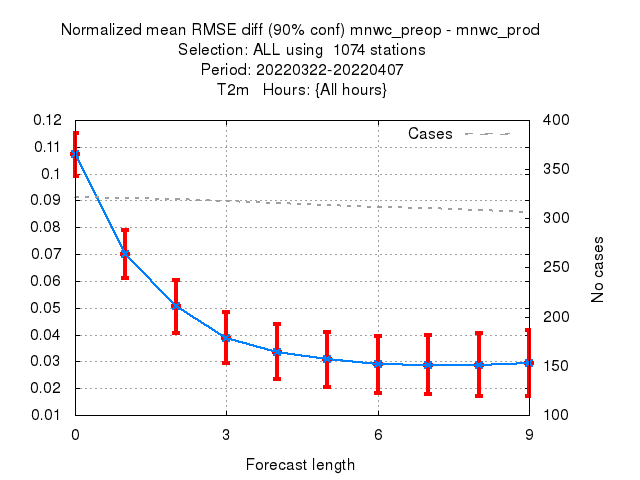 Normalized mean RMSE diff (90% conf) mnwc_preop - mnwc_prod
Selection: ALL using  1074 stations
Period: 20220322-20220407
T2m   Hours: {All hours}
Cases
0.12
0.11
0.1
0.09
0.08
0.07
0.06
0.05
0.04
0.03
0.02
0.01
400
350
300
250
200
150
100
No cases
0 3 6 9
Forecast length